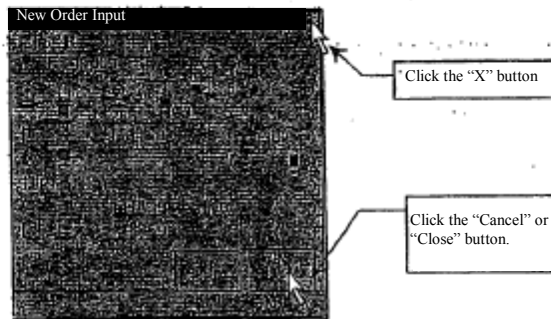 New Order Input
Click the “X” button
Click the “Cancel” or
“Close” button.